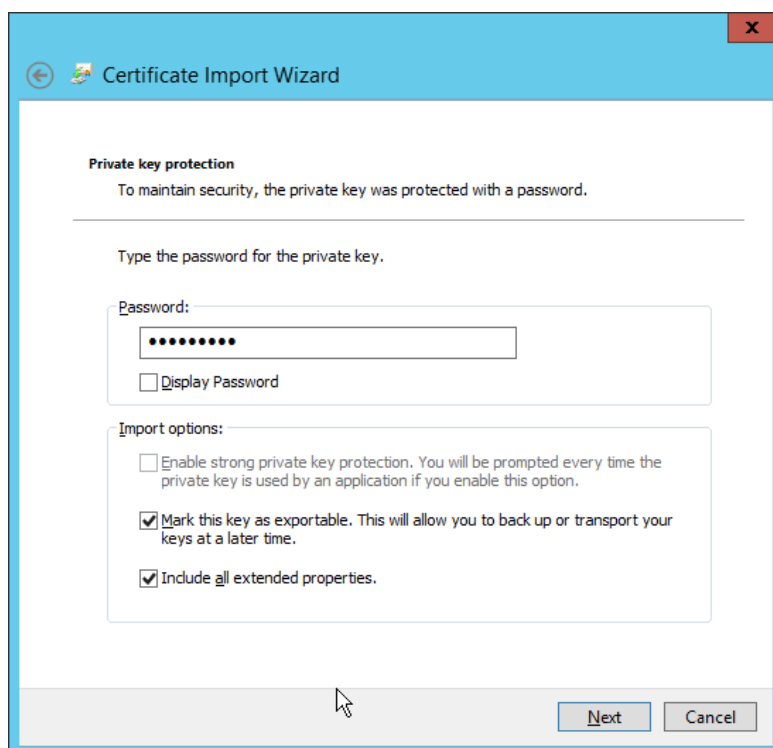 x
Certificate Import Wizard
Private key protection
To maintain security, the private key was protected with a password.
Type the password for the private key.
Password:
•••••••••
Display Password
Import options:
Enable strong private key protection. You will be prompted every time the
private key is used by an application if you enable this option.
Mark this key as exportable. This will allow you to back up or transport your
keys at a later time.
Include all extended properties.
Next Cancel